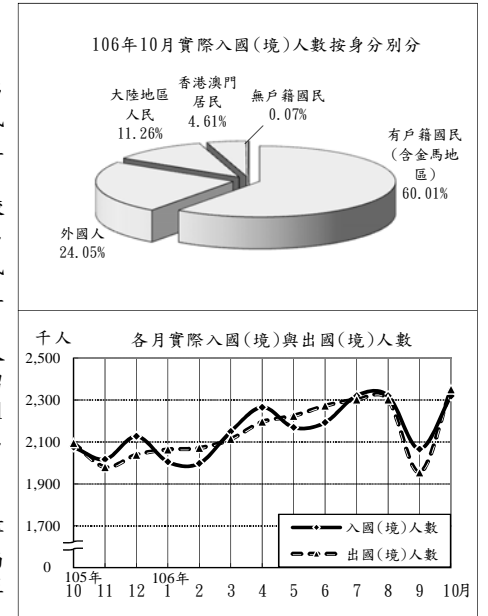 106年10月實際入國(境)人數按身分別分
香港澳門
居民
4.61%
無戶籍國民
0.07%
大陸地區
人民
11.26%
有戶籍國民
(含金馬地
區)
60.01%
外國人
24.05%
千人
各月實際入國(境)與出國(境)人數
2,500
2,300
2,100
1,900
1,700
0
入國(境)人數
出國(境)人數
105年 106年
10 11 12 1 2 3 4 5 6 7 8 9 10月